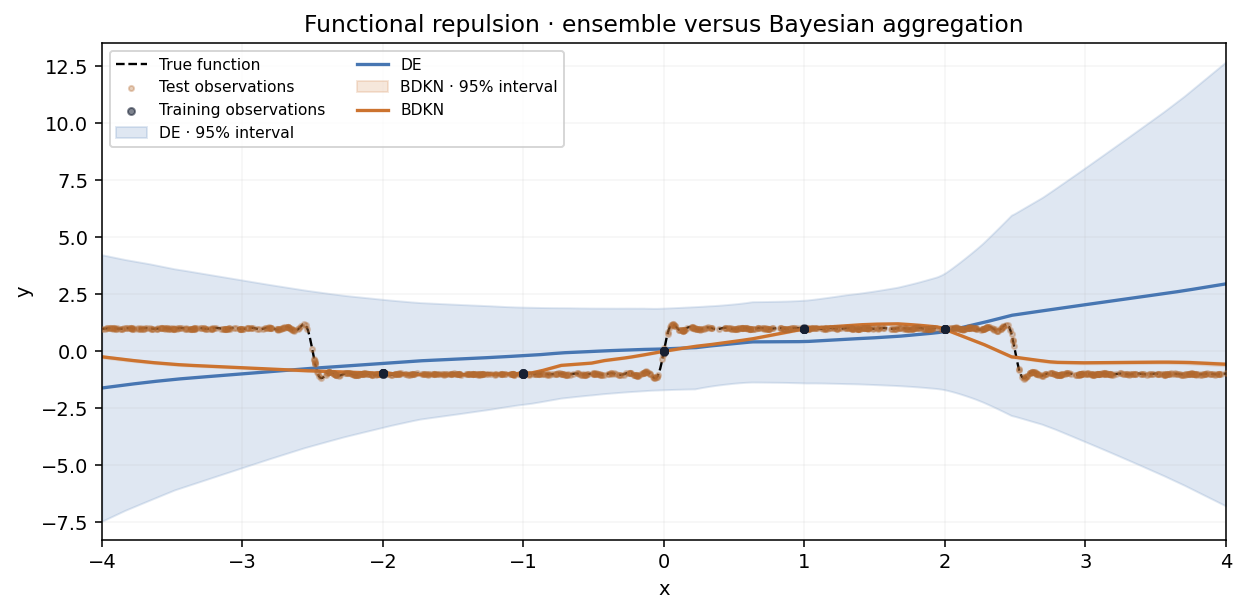 Functional repulsion · ensemble versus Bayesian aggregation
True function
Test observations
Training observations
DE · 95% interval
DE
BDKN · 95% interval
BDKN
12.5
10.0
7.5
5.0
2.5
0.0
−2.5
−5.0
−7.5
y
−4
−3
−2
−1
0
1
2
3
4
x